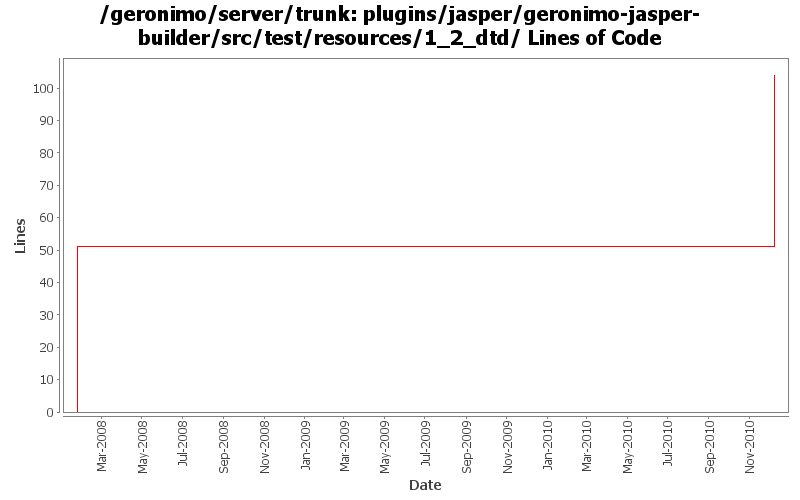 /geronimo/server/trunk: plugins/jasper/geronimo-jasper-
builder/src/test/resources/1_2_dtd/ Lines of Code
Lines
100
90
80
70
60
50
40
30
20
10
0
Mar-2008
May-2008
Jul-2008
Sep-2008
Nov-2008
Jan-2009
Mar-2009
May-2009
Jul-2009
Sep-2009
Nov-2009
Jan-2010
Mar-2010
May-2010
Jul-2010
Sep-2010
Nov-2010
Date